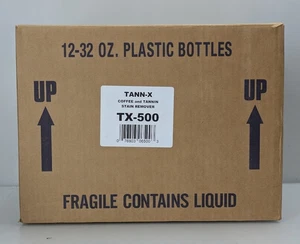 12-32 OZ. PLASTIC BOTTLES
TANN-X
COFFEE and TANNIN
STAIN REMOVER
TX-500
UP
UP
FRAGILE CONTAINS LIQUID